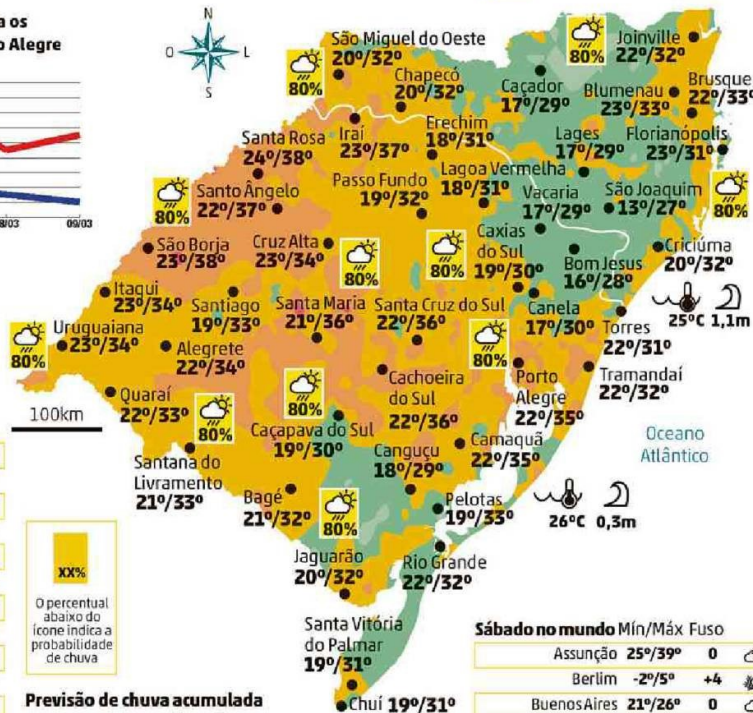 a os
o Alegre
8/03
09/03
N
O
L
S
São Miguel do Oeste
20º/32º
80%
Chapecó
20º/32º
80%
Joinville
22º/32º
Caçador
17º/29º
Blumenau
23º/33º
Brusque
22º/33º
Santa Rosa
24º/38º
Iraí
23º/37º
Erechim
18º/31º
Lages
17º/29º
Florianópolis
23º/31º
80%
Santo Ângelo
22º/37º
Passo Fundo
19º/32º
Lagoa Vermelha
18º/31º
Vacaria
17º/29º
São Joaquim
13º/27º
80%
São Borja
23º/38º
Cruz Alta
23º/34º
80%
80%
Caxias
do Sul
19º/30º
Bom Jesus
16º/28º
Criciúma
20º/32º
Itaqui
23º/34º
Santiago
19º/33º
Santa Maria
21º/36º
Santa Cruz do Sul
22º/36º
Canela
17º/30º
25ºC 1,1m
Torres
22º/31º
80%
Uruguaiana
23º/34º
Alegrete
22º/34º
80%
Cachoeira
do Sul
22º/36º
Porto
Alegre
22º/35º
Tramandaí
22º/32º
Quaraí
22º/33º
100km
80%
80%
Caçapava do Sul
19º/30º
Camaquã
22º/35º
Oceano
Atlântico
Santana do
Livramento
21º/33º
Bagé
21º/32º
Canguçu
18º/29º
80%
Pelotas
19º/33º
26ºC 0,3m
Jaguarão
20º/32º
Rio Grande
22º/32º
XX%
O percentual
abaixo do
ícone indica a
probabilidade
de chuva
Santa Vitória
do Palmar
19º/31º
Chuí 19º/31º
Previsão de chuva acumulada
Sábado no mundo Mín/Máx Fuso
Assunção 25º/39º 0
Berlim -2º/5º +4
Buenos Aires 21º/26º 0